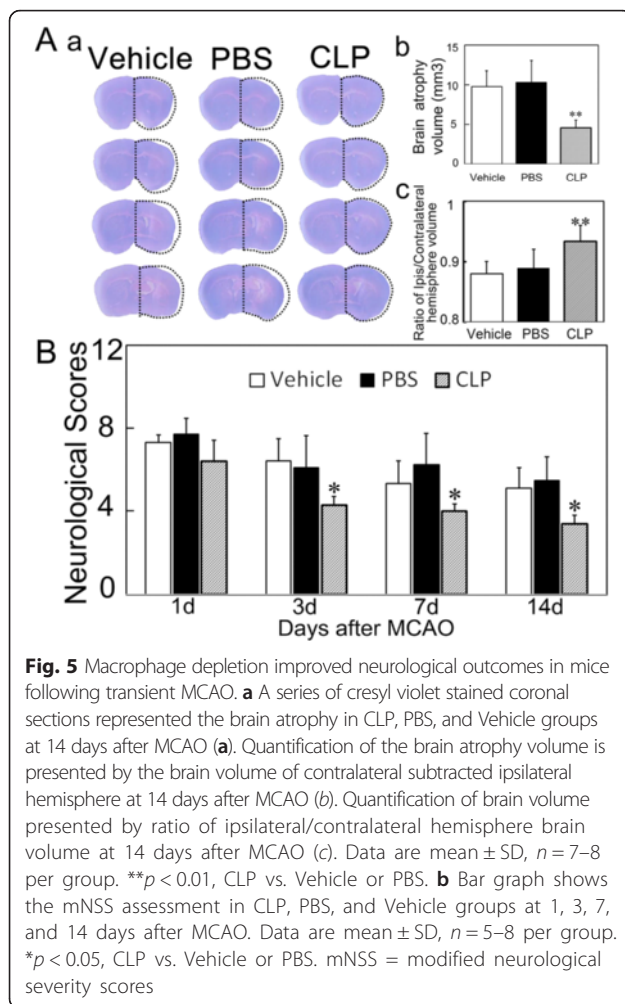 A a
Vehicle PBS CLP
b
Brain atrophy
volume (mm3)
15
10
5
0
**
Vehicle PBS CLP
c
Ratio of Ipis/Contralateral
hemisphere volume
1
0.9
0.8
**
Vehicle PBS CLP
B
Neurological Scores
12
8
4
0
Vehicle PBS CLP
* * *
1d 3d 7d 14d
Days after MCAO
Fig. 5 Macrophage depletion improved neurological outcomes in mice
following transient MCAO. a A series of cresyl violet stained coronal
sections represented the brain atrophy in CLP, PBS, and Vehicle groups
at 14 days after MCAO (a). Quantification of the brain atrophy volume is
presented by the brain volume of contralateral subtracted ipsilateral
hemisphere at 14 days after MCAO (b). Quantification of brain volume
presented by ratio of ipsilateral/contralateral hemisphere brain
volume at 14 days after MCAO (c). Data are mean ± SD, n = 7–8
per group. **p < 0.01, CLP vs. Vehicle or PBS. b Bar graph shows
the mNSS assessment in CLP, PBS, and Vehicle groups at 1, 3, 7,
and 14 days after MCAO. Data are mean ± SD, n = 5–8 per group.
*p < 0.05, CLP vs. Vehicle or PBS. mNSS = modified neurological
severity scores